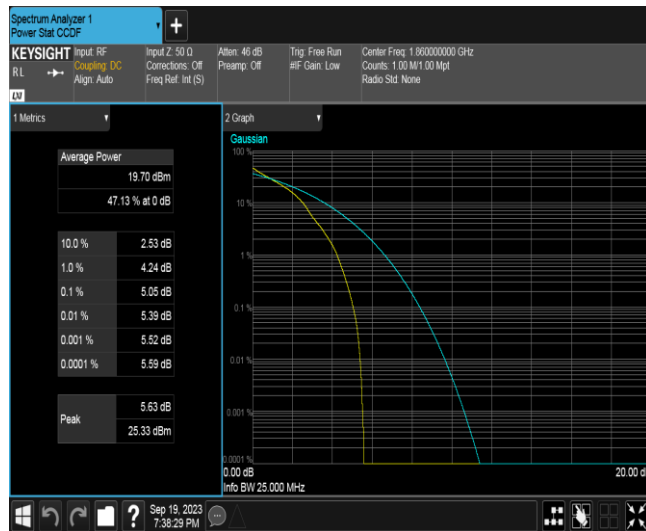 Spectrum Analyzer 1
Power Stat CCDF
+
KEYSIGHT
RL
LXI
Input: RF
Coupling: DC
Align: Auto
Input Z: 50 Ω
Corrections: Off
Freq Ref: Int (S)
Atten: 46 dB
Preamp: Off
Trig: Free Run
#IF Gain: Low
Center Freq: 1.860000000 GHz
Counts: 1.00 M/1.00 Mpt
Radio Std: None
1 Metrics
Average Power
19.70 dBm
47.13 % at 0 dB
10.0 % 2.53 dB
1.0 % 4.24 dB
0.1 % 5.05 dB
0.01 % 5.39 dB
0.001 % 5.52 dB
0.0001 % 5.59 dB
Peak
5.63 dB
25.33 dBm
2 Graph
Gaussian
100 %
10 %
1 %
0.1 %
0.01 %
0.001 %
0.0001 %
0.00 dB
20.00 d
Info BW 25.000 MHz
?
Sep 19, 2023
7:38:29 PM